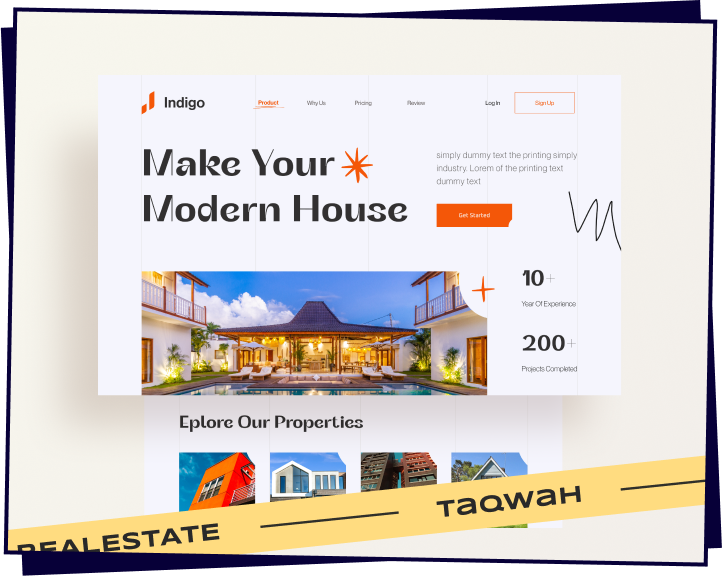 Indigo
Product
Why Us
Pricing
Review
Log In
Sign Up
Make Your
Modern House
simply dummy text the printing simply
industry. Lorem of the printing text
dummy text
Get Started
10+
Year Of Experience
200+
Projects Completed
Eplore Our Properties
REALESTATE
TaQWaH